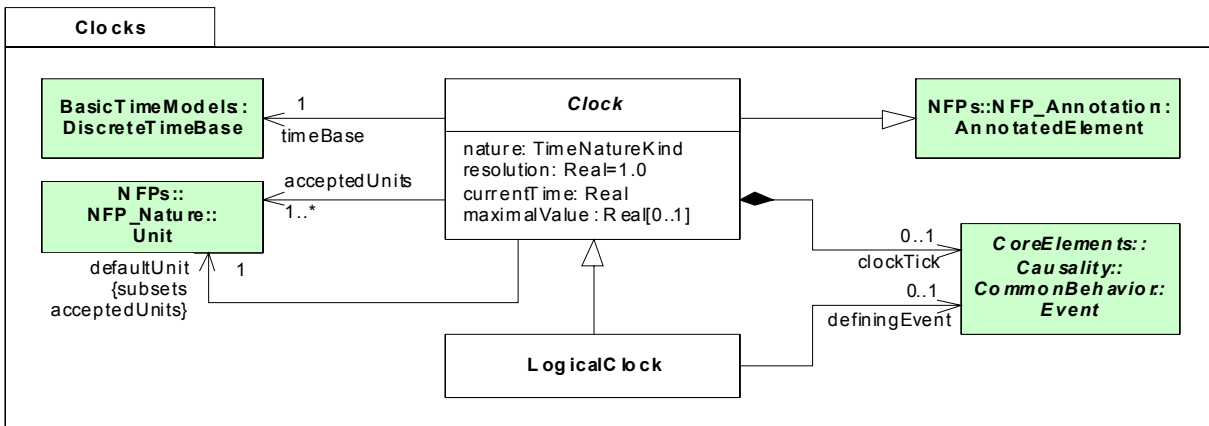 Clocks
BasicTimeModels::
DiscreteTimeBase
1
timeBase
Clock
nature: TimeNatureKind
resolution: Real=1.0
currentTime: Real
maximalValue: Real[0..1]
NFPs::NFP_Annotation:
AnnotatedElement
NFPs::
NFP_Nature::
Unit
acceptedUnits
1..*
defaultUnit
{subsets
acceptedUnits}
1
0..1
clockTick
0..1
definingEvent
CoreElements::
Causality::
CommonBehavior::
Event
LogicalClock